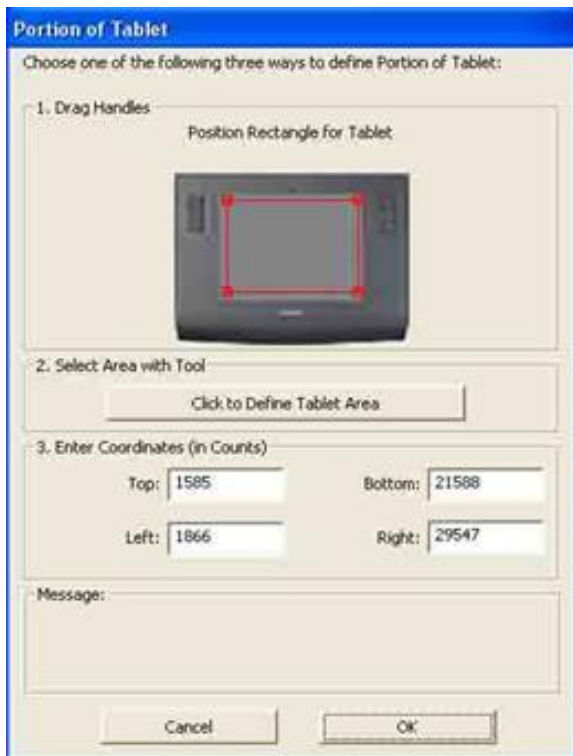 Portion of Tablet
Choose one of the following three ways to define Portion of Tablet:
1. Drag Handles
Position Rectangle for Tablet
2. Select Area with Tool
Click to Define Tablet Area
3. Enter Coordinates (in Counts)
Top: 1585 Bottom: 21588
Left: 1866 Right: 29547
Message:
Cancel OK